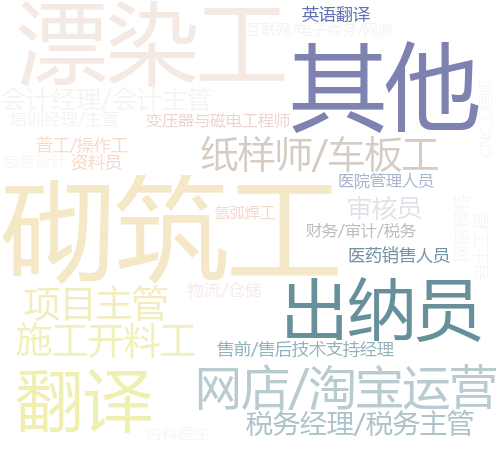 英语翻译
漂染工
互联网/电子商务/网游
其他
会计经理/会计主管
培训经理/主管
变压器与磁电工程师
普工/操作工
纸样师/车板工
包装设计
资料员
医院管理人员
砌筑工
审核员
氩弧焊工
财务/审计/税务
医药销售人员
物流/仓储
出纳员
项目主管
施工开料工
售前/售后技术支持经理
翻译
网店/淘宝运营
税务经理/税务主管
内科医生
网店模特
岩土工程